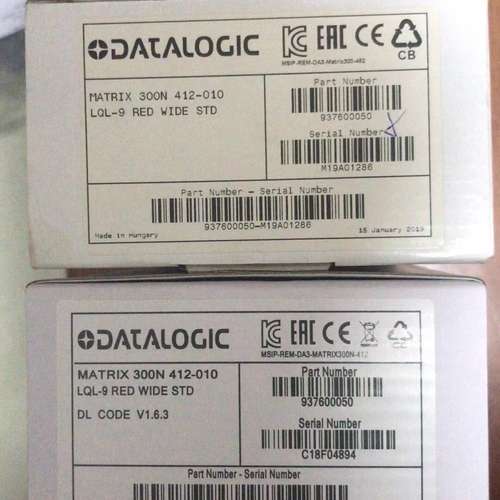 DATALOGIC
EAC CE
CB
MSIP-REM-DA3-Matrix300-482
MATRIX 300N 412-010
LQL-9 RED WIDE STD
Part Number
937600050
Serial Number
M19A01286
Part Number - Serial Number
937600050-M19A01286
Made in Hungary
15 January 2019
DATALOGIC
EAC CE
MSIP-REM-DA3-MATRIX300N-412
MATRIX 300N 412-010
LQL-9 RED WIDE STD
DL CODE V1.6.3
Part Number
937600050
Serial Number
C18F04894
Part Number - Serial Number